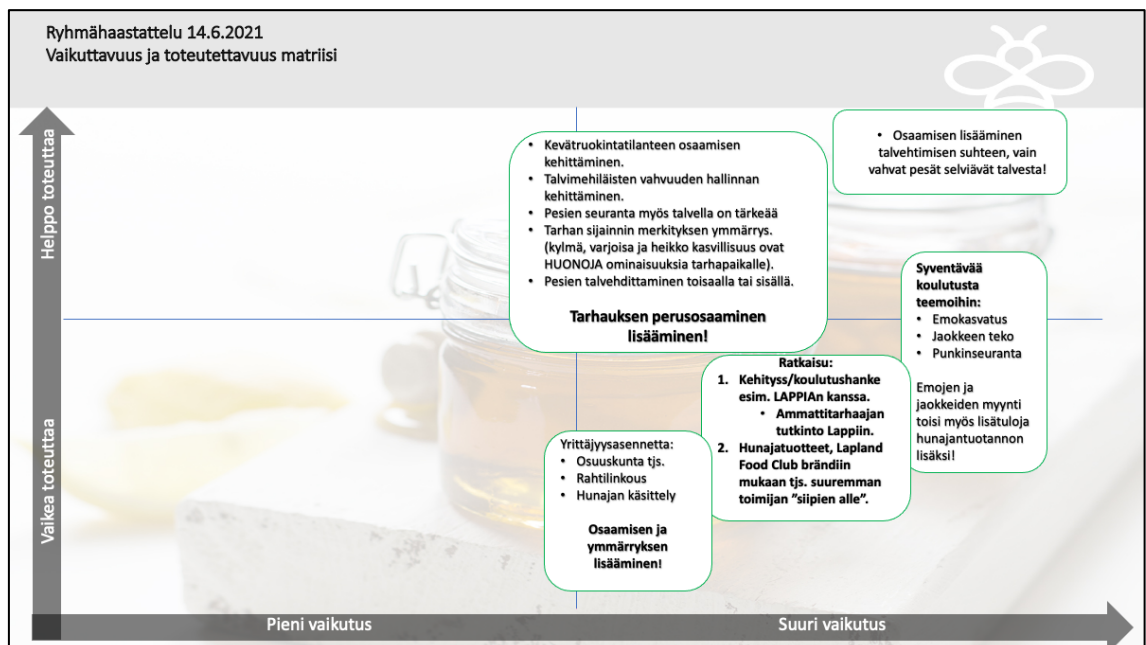 Ryhmähaastattelu 14.6.2021
Vaikuttavuus ja toteutettavuus matriisi
Helppo toteuttaa
Vaikea toteuttaa
• Kevätruokintatilanteen osaamisen
kehittäminen.
• Talvimehiläisten vahvuuden hallinnan
kehittäminen.
• Pesien seuranta myös talvella on tärkeää
• Tarhan sijainnin merkityksen ymmärrys.
(kylmä, varjoisa ja heikko kasvillisuus ovat
HUONOJA ominaisuuksia tarhapaikalle).
• Pesien talvehdittaminen toisaalla tai sisällä.
Tarhauksen perusosaaminen
lisääminen!
• Osaamisen lisääminen
talvehtimisen suhteen, vain
vahvat pesät selviävät talvesta!
Syventävää
koulutusta
teemoihin:
• Emokasvatus
• Jaokkeen teko
• Punkinseuranta
Emojen ja
jaokkeiden myynti
toisi myös lisätuloja
hunajantuotannon
lisäksi!
Ratkaisu:
1. Kehityss/koulutushanke
esim. LAPPIAn kanssa.
• Ammattitarhaajan
tutkinto Lappiin.
2. Hunajatuotteet, Lapland
Food Club brändiin
mukaan tjs. suuremman
toimijan ”siipien alle”.
Yrittäjyysasennetta:
• Osuuskunta tjs.
• Rahtilinkous
• Hunajan käsittely
Osaamisen ja
ymmärryksen
lisääminen!
Pieni vaikutus
Suuri vaikutus